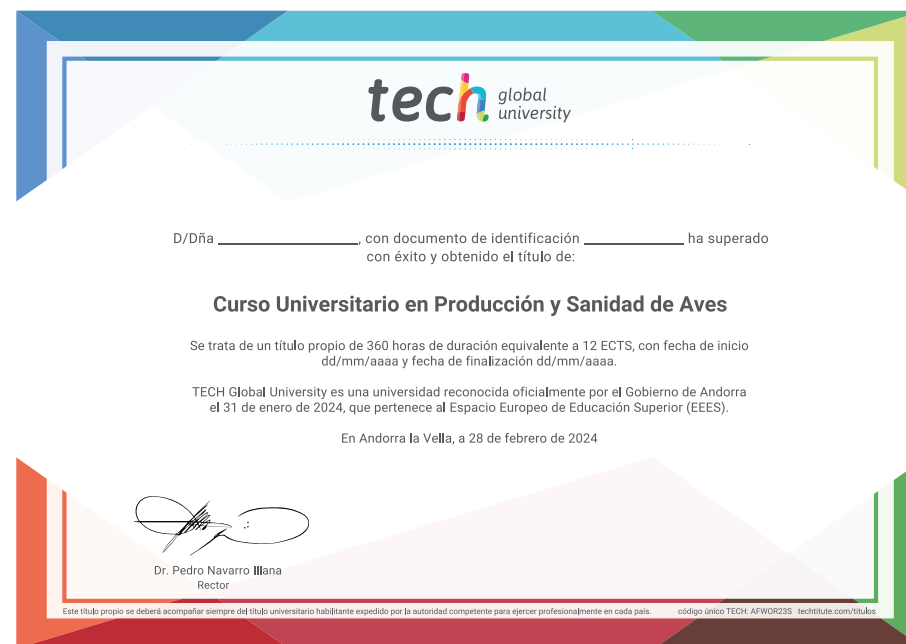 tech global university
D/Dña ____________________, con documento de identificación ______________ ha superado
con éxito y obtenido el título de:
Curso Universitario en Producción y Sanidad de Aves
Se trata de un título propio de 360 horas de duración equivalente a 12 ECTS, con fecha de inicio
dd/mm/aaaa y fecha de finalización dd/mm/aaaa.
TECH Global University es una universidad reconocida oficialmente por el Gobierno de Andorra
el 31 de enero de 2024, que pertenece al Espacio Europeo de Educación Superior (EEES).
En Andorra la Vella, a 28 de febrero de 2024
Dr. Pedro Navarro Illana
Rector
Este título propio se deberá acompañar siempre del título universitario habilitante expedido por la autoridad competente para ejercer profesionalmente en cada país. código único TECH: AFWOR23S techtitute.com/titulos